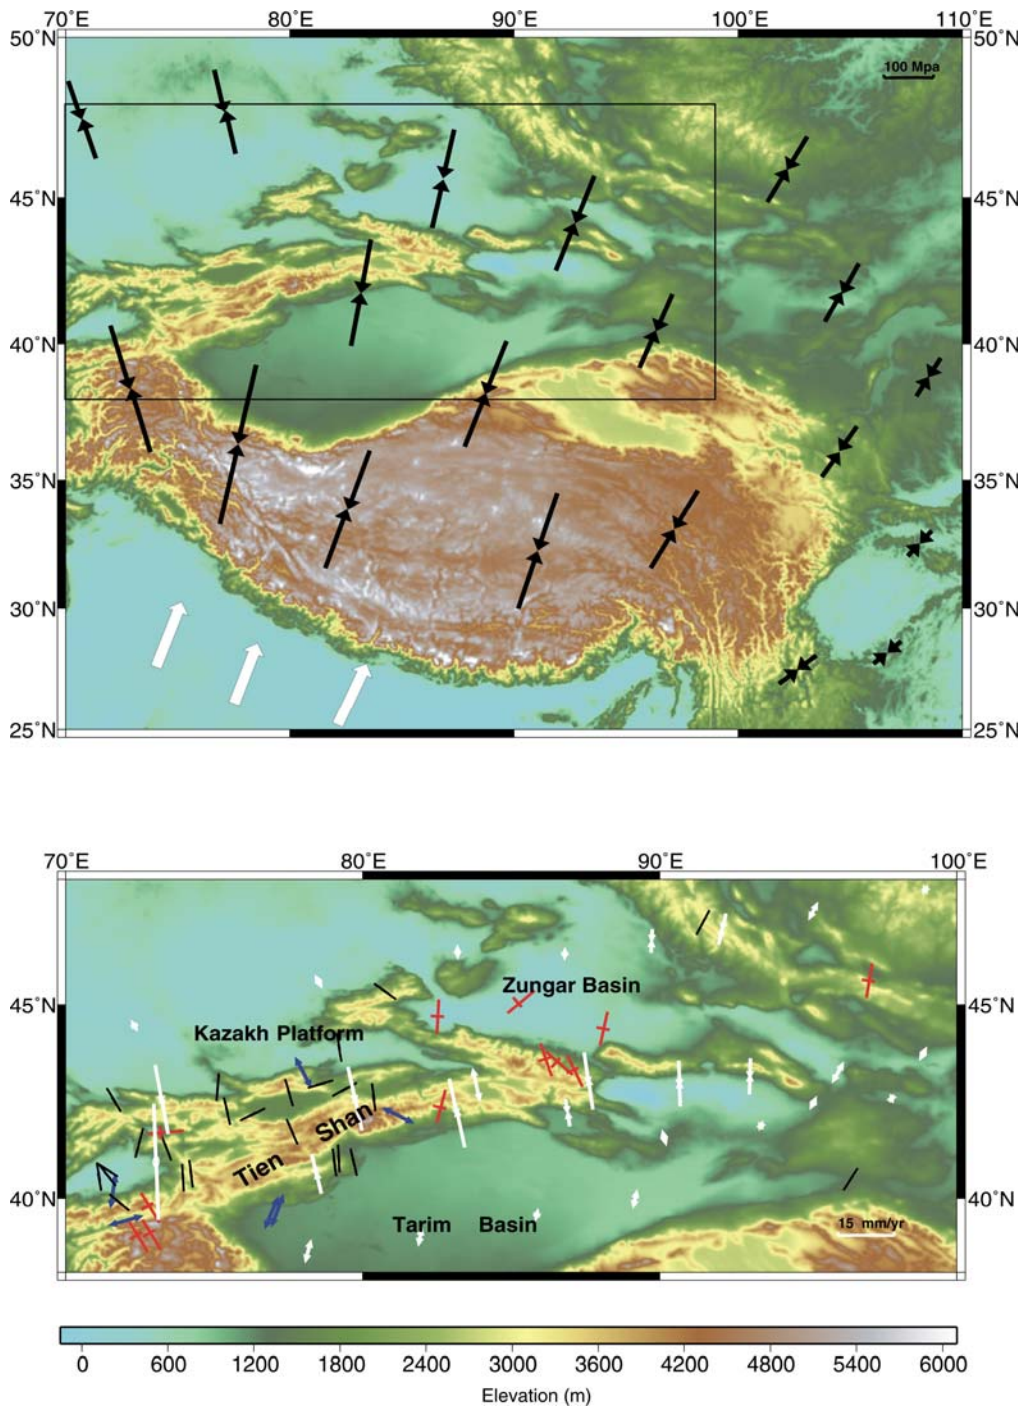 70˚E 80˚E 90˚E 100˚E 110˚E
50˚N 50˚N
100 Mpa
45˚N 45˚N
40˚N 40˚N
35˚N 35˚N
30˚N 30˚N
25˚N 25˚N
70˚E 80˚E 90˚E 100˚E
Zungar Basin
45˚N 45˚N
Kazakh Platform
Tien Shan
40˚N 40˚N
Tarim Basin
15 mm/yr
0 600 1200 1800 2400 3000 3600 4200 4800 5400 6000
Elevation (m)